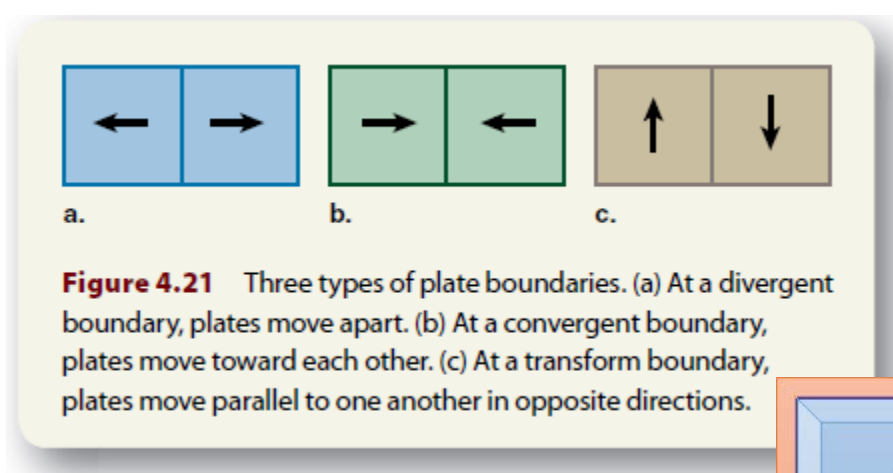 a.
b.
c.
Figure 4.21 Three types of plate boundaries. (a) At a divergent
boundary, plates move apart. (b) At a convergent boundary,
plates move toward each other. (c) At a transform boundary,
plates move parallel to one another in opposite directions.